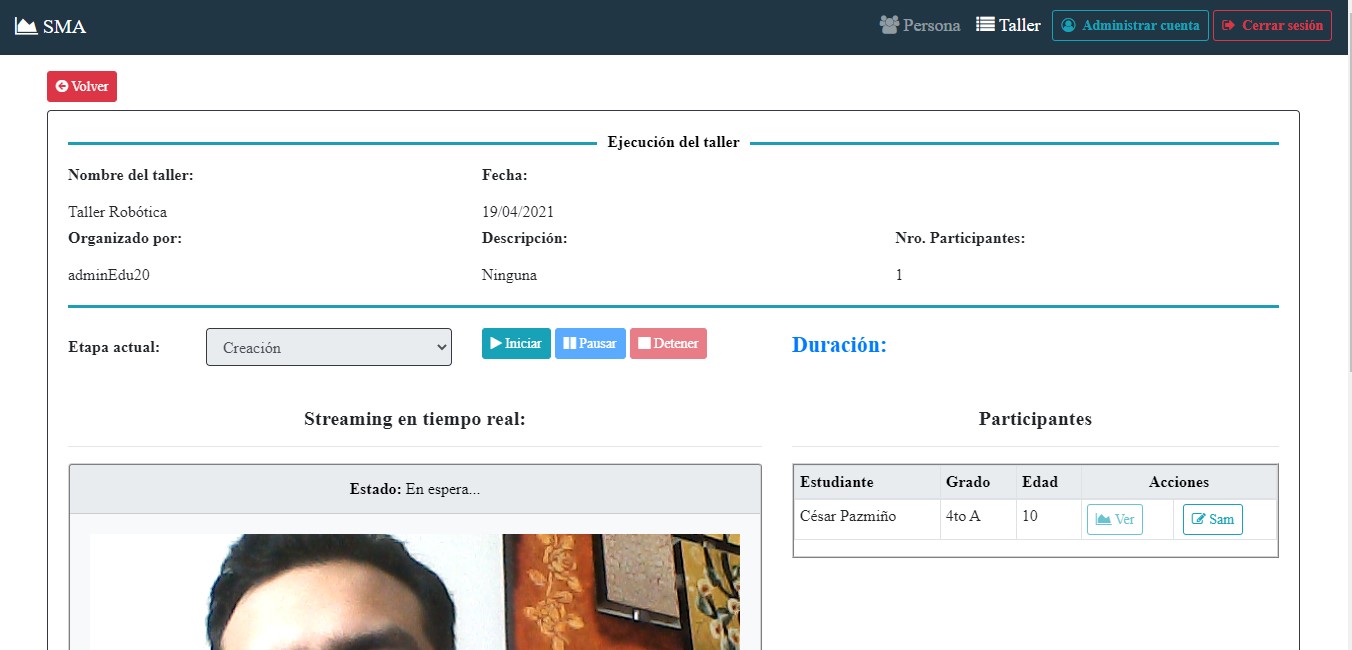 SMA Persona Taller Administrar cuenta Cerrar sesión
Volver
Ejecución del taller
Nombre del taller: Fecha:
Taller Robótica 19/04/2021
Organizado por: Descripción: Nro. Participantes:
adminEdu20 Ninguna 1
Etapa actual: Creación Iniciar Pausar Detener Duración:
Streaming en tiempo real: Participantes
Estado: En espera...
Estudiante Grado Edad Acciones
César Pazmiño 4to A 10 Ver Sam